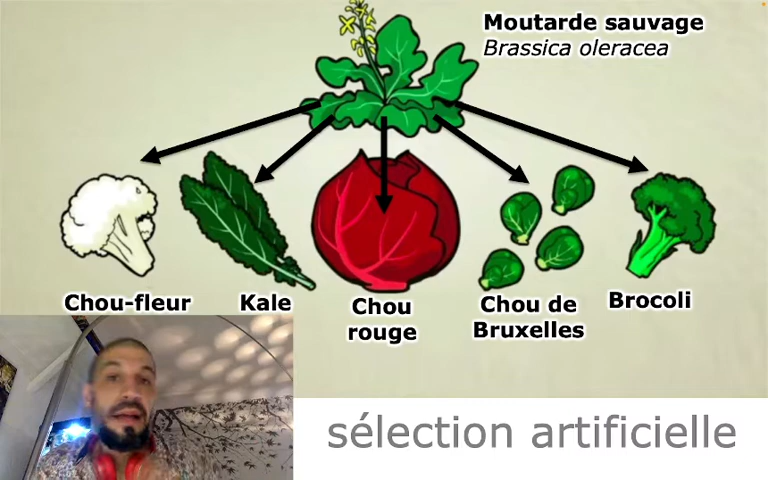 Moutarde sauvage
Brassica oleracea
Chou-fleur
Kale
Chou
rouge
Chou de
Bruxelles
Brocoli
sélection artificielle